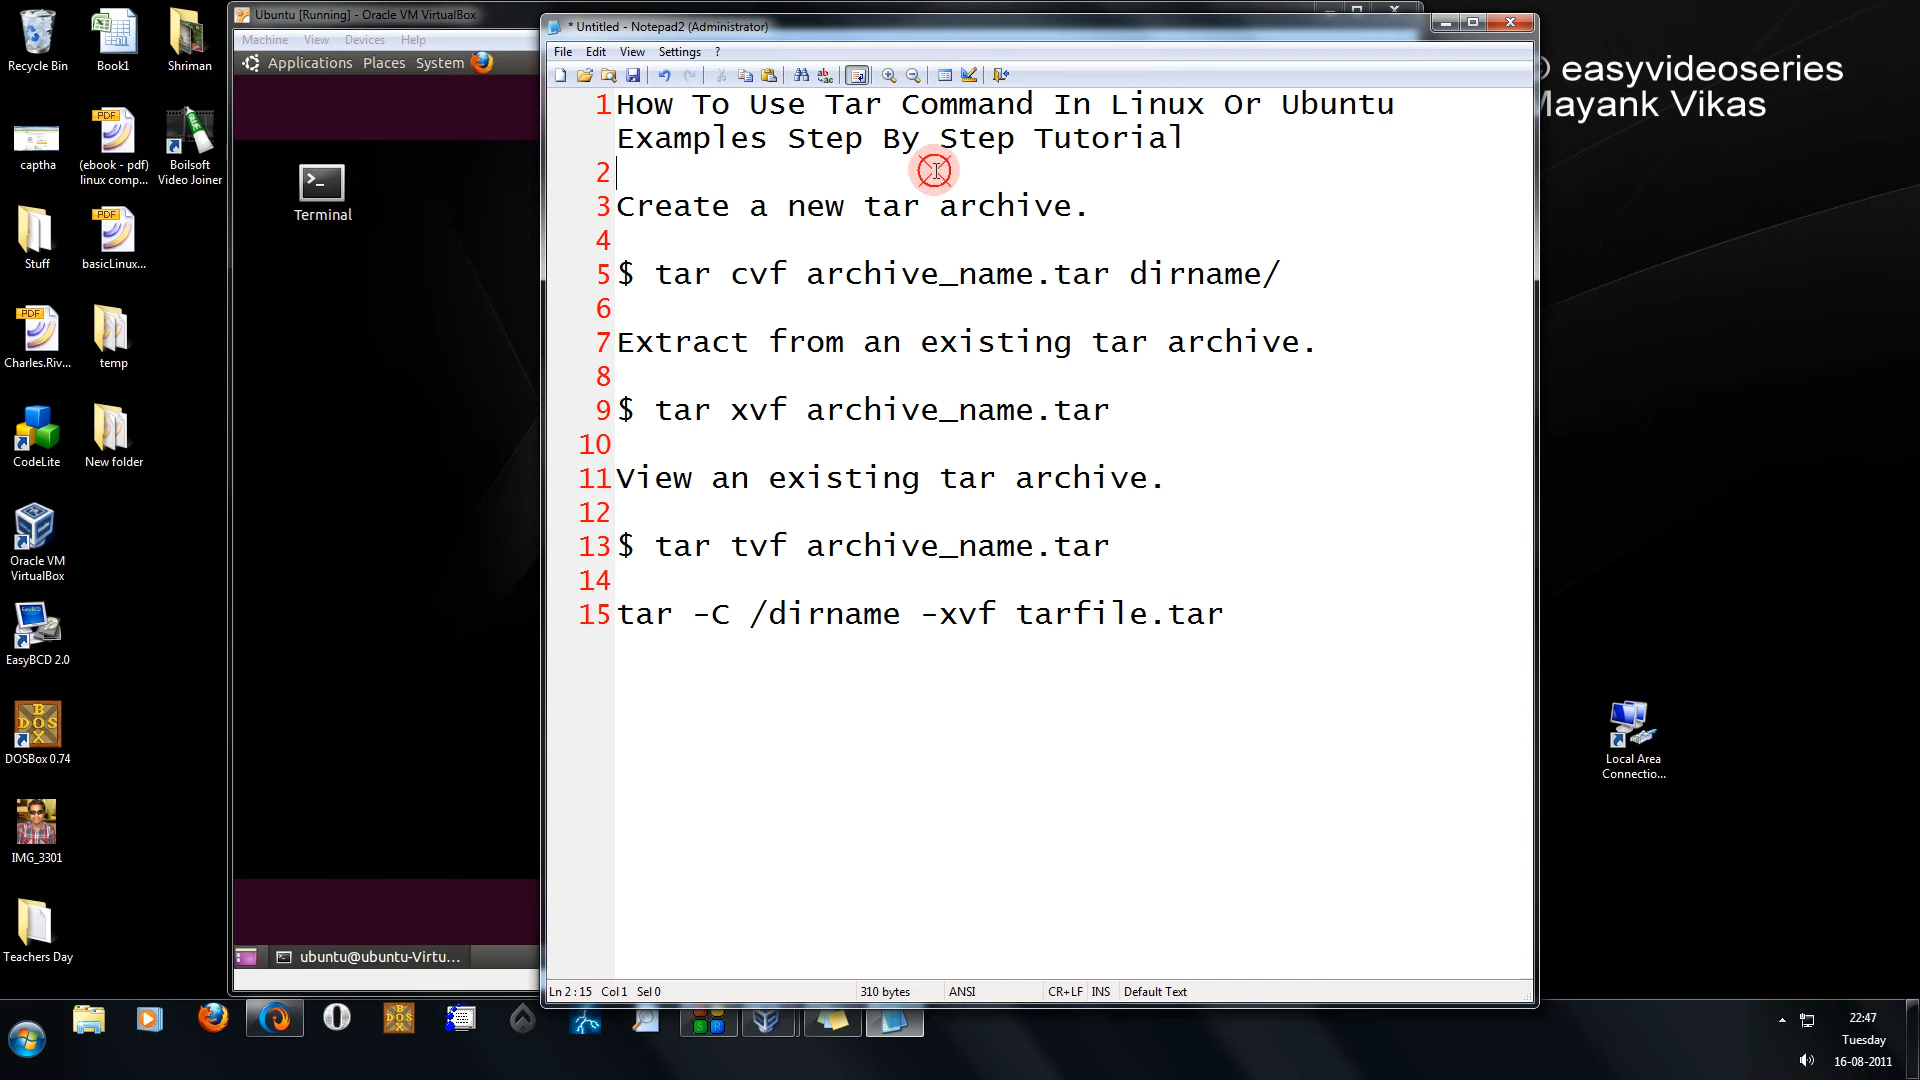 Recycle Bin
Book1
Shriman
captha
(ebook - pdf)
linux comp...
Boilsoft
Video Joiner
Stuff
basicLinux...
Charles.Riv...
temp
CodeLite
New folder
Oracle VM
VirtualBox
EasyBCD 2.0
DOSBox 0.74
IMG_3301
Teachers Day
Ubuntu [Running] - Oracle VM VirtualBox
Machine View Devices Help
Applications Places System
Terminal
ubuntu@ubuntu-Virtu...
* Untitled - Notepad2 (Administrator)
File Edit View Settings ?
1 How To Use Tar Command In Linux Or Ubuntu
Examples Step By Step Tutorial
2
3 Create a new tar archive.
4
5 $ tar cvf archive_name.tar dirname/
6
7 Extract from an existing tar archive.
8
9 $ tar xvf archive_name.tar
10
11 View an existing tar archive.
12
13 $ tar tvf archive_name.tar
14
15 tar -C /dirname -xvf tarfile.tar
Ln 2 : 15 Col 1 Sel 0 310 bytes ANSI CR+LF INS Default Text
© easyvideoseries
Mayank Vikas
Local Area
Connectio...
22:47
Tuesday
16-08-2011